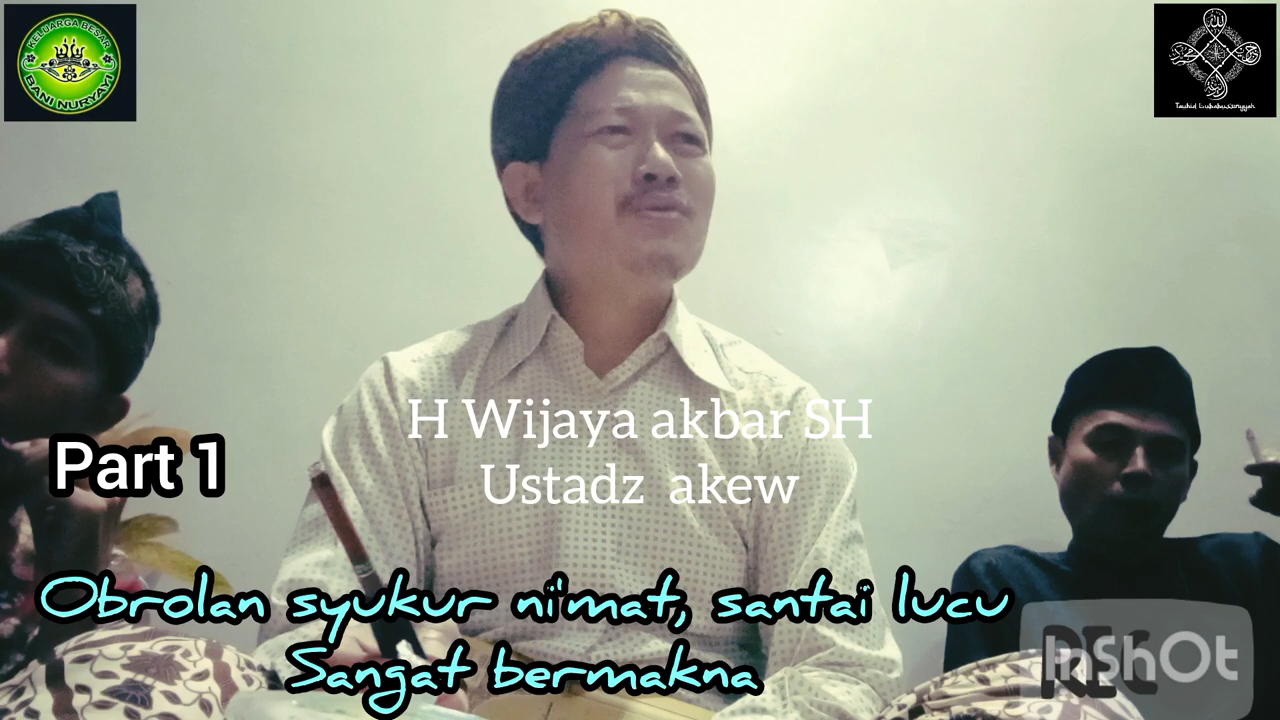 KELUARGA BESAR
BANI NURYAYI
H Wijaya akbar SH
Ustadz akew
Part 1
Obrolan syukur ni'mat, santai lucu
Sangat bermakna
InshOt